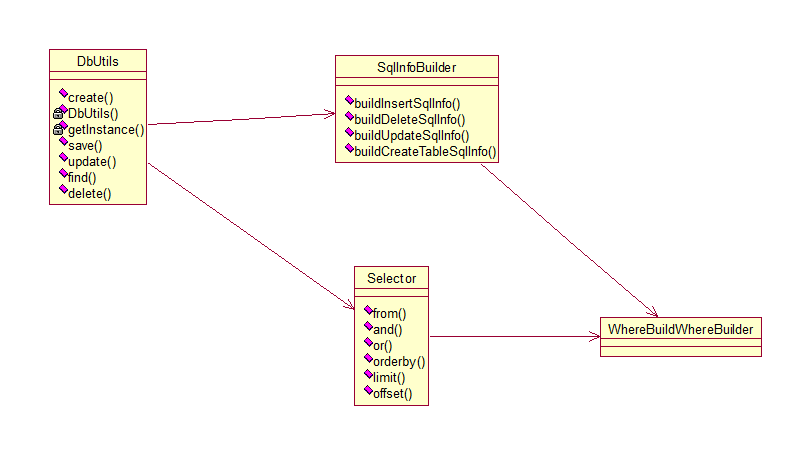 DbUtils
create()
DbUtils()
getInstance()
save()
update()
find()
delete()
SqlInfoBuilder
buildInsertSqlInfo()
buildDeleteSqlInfo()
buildUpdateSqlInfo()
buildCreateTableSqlInfo()
Selector
from()
and()
or()
orderby()
limit()
offset()
WhereBuildWhereBuilder